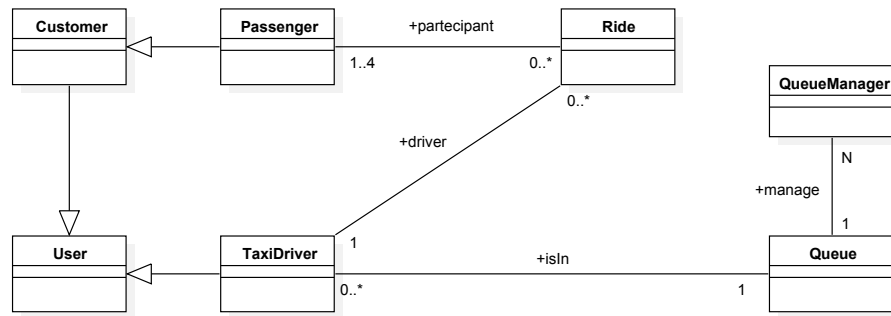 Customer
Passenger
+partecipant
Ride
1..4
0..*
0..*
QueueManager
+driver
N
+manage
1
1
User
TaxiDriver
+isIn
Queue
0..*
1